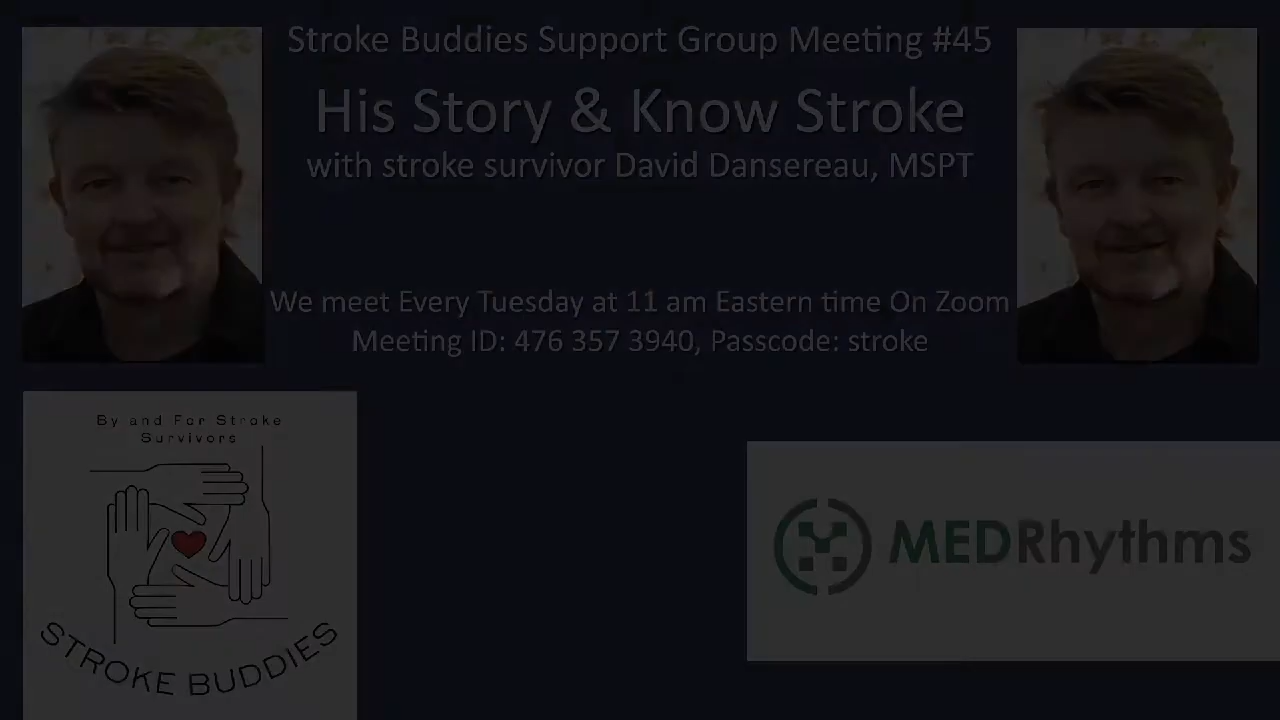 Stroke Buddies Support Group Meeting #45
His Story & Know Stroke
with stroke survivor David Dansereau, MSPT
We meet Every Tuesday at 11 am Eastern time On Zoom
Meeting ID: 476 357 3940, Passcode: stroke
By and For Stroke
Survivors
STROKE BUDDIES
MEDRhythms